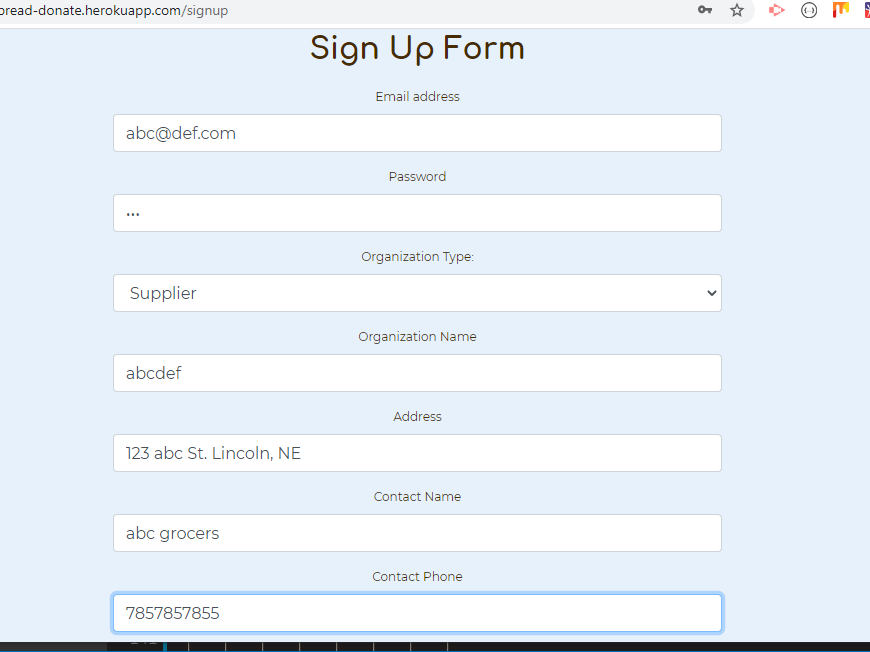 oread-donate.herokuapp.com/signup
Sign Up Form
Email address
abc@def.com
Password
•••
Organization Type:
Supplier
Organization Name
abcdef
Address
123 abc St. Lincoln, NE
Contact Name
abc grocers
Contact Phone
7857857855